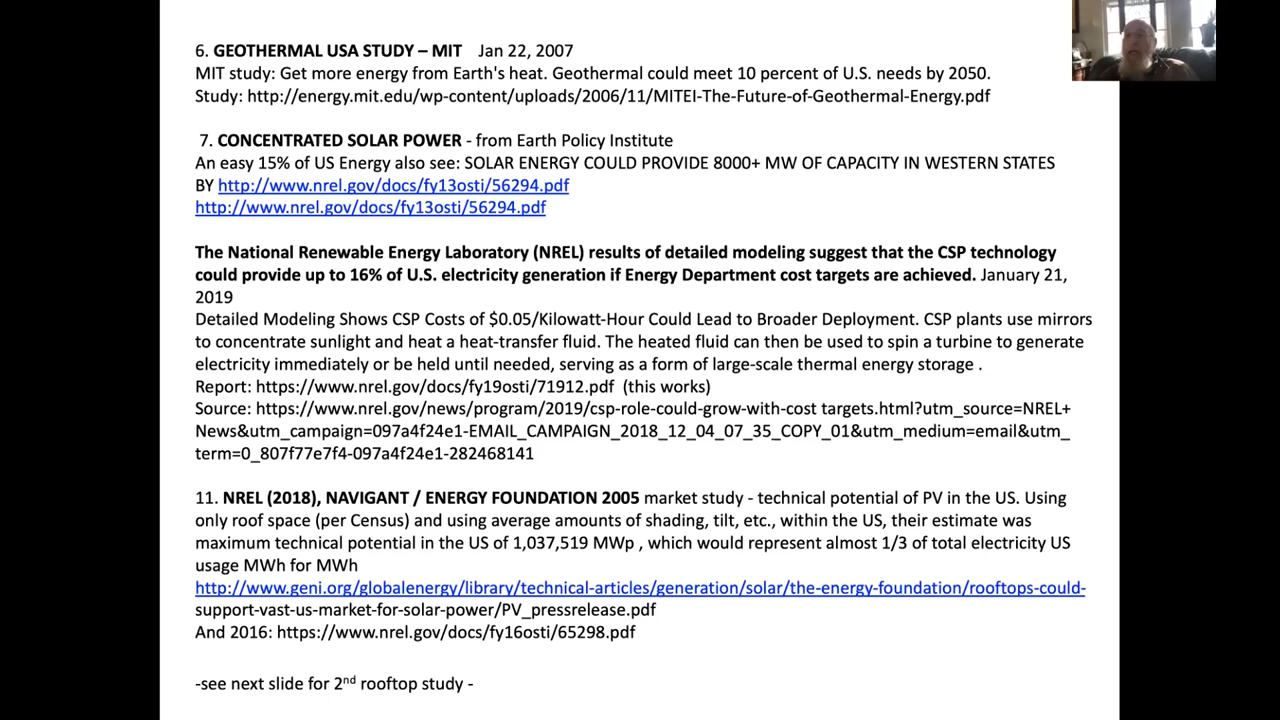 6. GEOTHERMAL USA STUDY – MIT Jan 22, 2007
MIT study: Get more energy from Earth's heat. Geothermal could meet 10 percent of U.S. needs by 2050.
Study: http://energy.mit.edu/wp-content/uploads/2006/11/MITEI-The-Future-of-Geothermal-Energy.pdf
7. CONCENTRATED SOLAR POWER - from Earth Policy Institute
An easy 15% of US Energy also see: SOLAR ENERGY COULD PROVIDE 8000+ MW OF CAPACITY IN WESTERN STATES
BY http://www.nrel.gov/docs/fy13osti/56294.pdf
http://www.nrel.gov/docs/fy13osti/56294.pdf
The National Renewable Energy Laboratory (NREL) results of detailed modeling suggest that the CSP technology
could provide up to 16% of U.S. electricity generation if Energy Department cost targets are achieved. January 21,
2019
Detailed Modeling Shows CSP Costs of $0.05/Kilowatt-Hour Could Lead to Broader Deployment. CSP plants use mirrors
to concentrate sunlight and heat a heat-transfer fluid. The heated fluid can then be used to spin a turbine to generate
electricity immediately or be held until needed, serving as a form of large-scale thermal energy storage .
Report: https://www.nrel.gov/docs/fy19osti/71912.pdf (this works)
Source: https://www.nrel.gov/news/program/2019/csp-role-could-grow-with-cost targets.html?utm_source=NREL+
News&utm_campaign=097a4f24e1-EMAIL_CAMPAIGN_2018_12_04_07_35_COPY_01&utm_medium=email&utm_
term=0_807f77e7f4-097a4f24e1-282468141
11. NREL (2018), NAVIGANT / ENERGY FOUNDATION 2005 market study - technical potential of PV in the US. Using
only roof space (per Census) and using average amounts of shading, tilt, etc., within the US, their estimate was
maximum technical potential in the US of 1,037,519 MWp , which would represent almost 1/3 of total electricity US
usage MWh for MWh
http://www.geni.org/globalenergy/library/technical-articles/generation/solar/the-energy-foundation/rooftops-could-
support-vast-us-market-for-solar-power/PV_pressrelease.pdf
And 2016: https://www.nrel.gov/docs/fy16osti/65298.pdf
-see next slide for 2nd rooftop study -